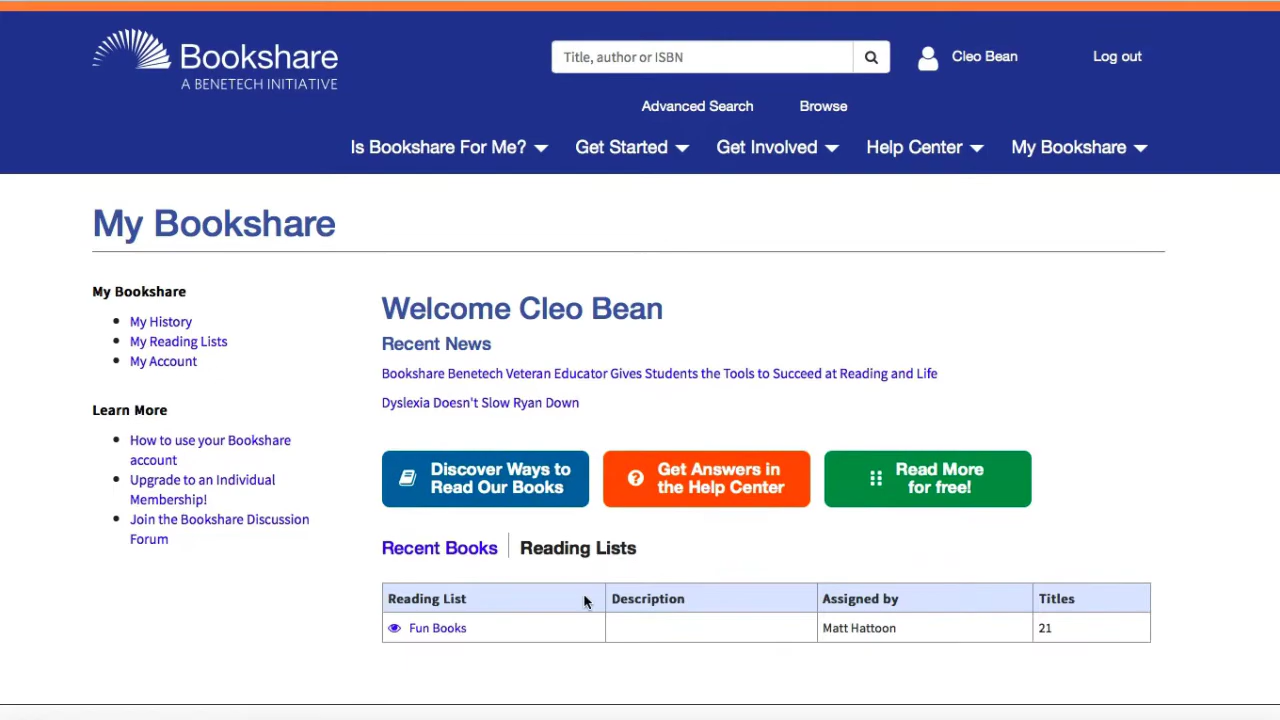 Bookshare
A BENETECH INITIATIVE
Title, author or ISBN
Cleo Bean
Log out
Advanced Search
Browse
Is Bookshare For Me?
Get Started
Get Involved
Help Center
My Bookshare
My Bookshare
My Bookshare
My History
My Reading Lists
My Account
Learn More
How to use your Bookshare
account
Upgrade to an Individual
Membership!
Join the Bookshare Discussion
Forum
Welcome Cleo Bean
Recent News
Bookshare Benetech Veteran Educator Gives Students the Tools to Succeed at Reading and Life
Dyslexia Doesn't Slow Ryan Down
Discover Ways to
Read Our Books
Get Answers in
the Help Center
Read More
for free!
Recent Books
Reading Lists
Reading List Description Assigned by Titles
Fun Books Matt Hattoon 21